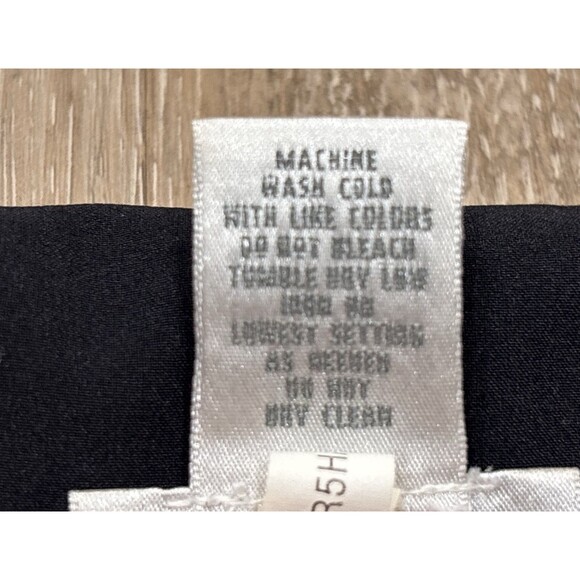 MACHINE
WASH COLD
WITH LIKE COLORS
DO NOT BLEACH
TUMBLE DRY LOW
IRON ON
LOWEST SETTING
AS NEEDED
DO NOT
DRY CLEAN
R5H